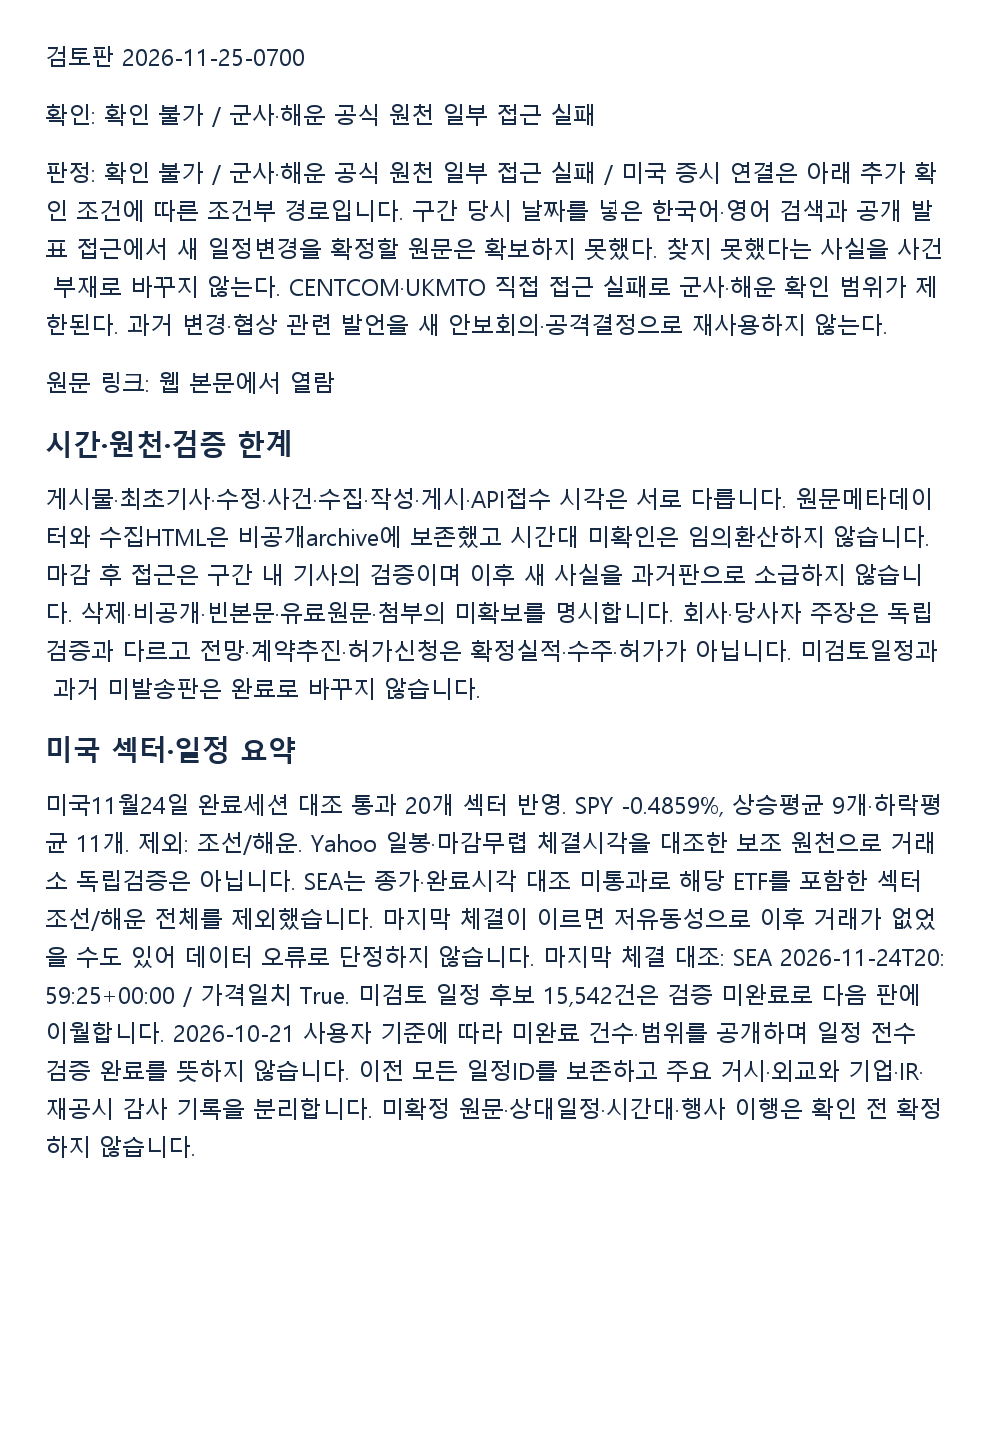 검토판 2026-11-25-0700
확인: 확인 불가 / 군사·해운 공식 원천 일부 접근 실패
판정: 확인 불가 / 군사·해운 공식 원천 일부 접근 실패 / 미국 증시 연결은 아래 추가 확
인 조건에 따른 조건부 경로입니다. 구간 당시 날짜를 넣은 한국어·영어 검색과 공개 발
표 접근에서 새 일정변경을 확정할 원문은 확보하지 못했다. 찾지 못했다는 사실을 사건
부재로 바꾸지 않는다. CENTCOM·UKMTO 직접 접근 실패로 군사·해운 확인 범위가 제
한된다. 과거 변경·협상 관련 발언을 새 안보회의·공격결정으로 재사용하지 않는다.
원문 링크: 웹 본문에서 열람
시간·원천·검증 한계
게시물·최초기사·수정·사건·수집·작성·게시·API접수 시각은 서로 다릅니다. 원문메타데이
터와 수집HTML은 비공개archive에 보존했고 시간대 미확인은 임의환산하지 않습니다.
마감 후 접근은 구간 내 기사의 검증이며 이후 새 사실을 과거판으로 소급하지 않습니
다. 삭제·비공개·빈본문·유료원문·첨부의 미확보를 명시합니다. 회사·당사자 주장은 독립
검증과 다르고 전망·계약추진·허가신청은 확정실적·수주·허가가 아닙니다. 미검토일정과
과거 미발송판은 완료로 바꾸지 않습니다.
미국 섹터·일정 요약
미국11월24일 완료세션 대조 통과 20개 섹터 반영. SPY -0.4859%, 상승평균 9개·하락평
균 11개. 제외: 조선/해운. Yahoo 일봉·마감무렵 체결시각을 대조한 보조 원천으로 거래
소 독립검증은 아닙니다. SEA는 종가·완료시각 대조 미통과로 해당 ETF를 포함한 섹터
조선/해운 전체를 제외했습니다. 마지막 체결이 이르면 저유동성으로 이후 거래가 없었
을 수도 있어 데이터 오류로 단정하지 않습니다. 마지막 체결 대조: SEA 2026-11-24T20:
59:25+00:00 / 가격일치 True. 미검토 일정 후보 15,542건은 검증 미완료로 다음 판에
이월합니다. 2026-10-21 사용자 기준에 따라 미완료 건수·범위를 공개하며 일정 전수
검증 완료를 뜻하지 않습니다. 이전 모든 일정ID를 보존하고 주요 거시·외교와 기업·IR·
재공시 감사 기록을 분리합니다. 미확정 원문·상대일정·시간대·행사 이행은 확인 전 확정
하지 않습니다.